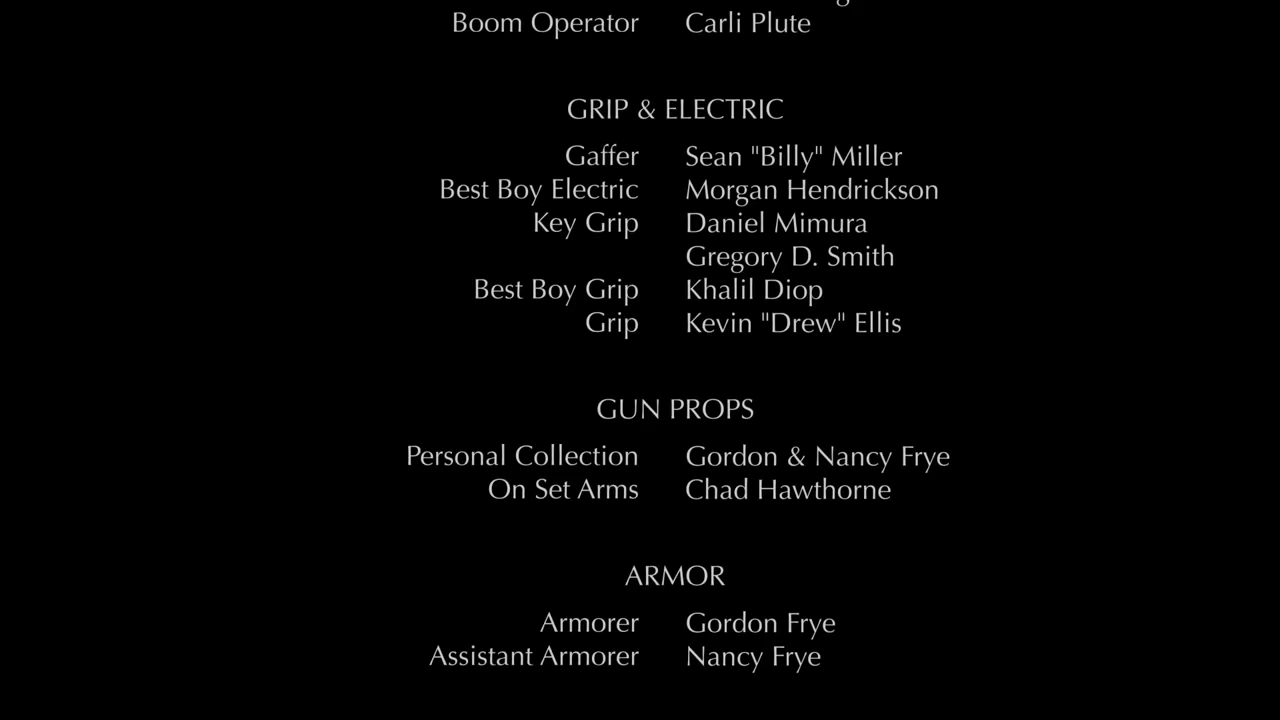 Boom Operator Carli Plute
GRIP & ELECTRIC
Gaffer Sean "Billy" Miller
Best Boy Electric Morgan Hendrickson
Key Grip Daniel Mimura
Gregory D. Smith
Best Boy Grip Khalil Diop
Grip Kevin "Drew" Ellis
GUN PROPS
Personal Collection Gordon & Nancy Frye
On Set Arms Chad Hawthorne
ARMOR
Armorer Gordon Frye
Assistant Armorer Nancy Frye